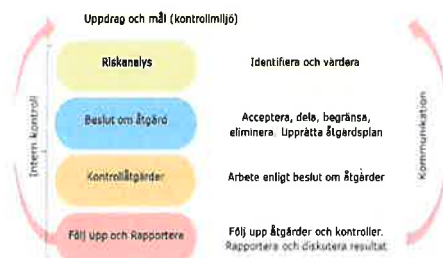 Uppdrag och mål (kontrollmiljö)
Riskanalys
Identifiera och värdera
Beslut om åtgärd
Acceptera, dela, begränsa,
eliminera. Upprätta åtgärdsplan
Kontrollåtgärder
Arbete enligt beslut om åtgärder
Följ upp och Rapportera
Följ upp åtgärder och kontroller.
Rapportera och diskutera resultat
Intern kontroll
Kommunikation